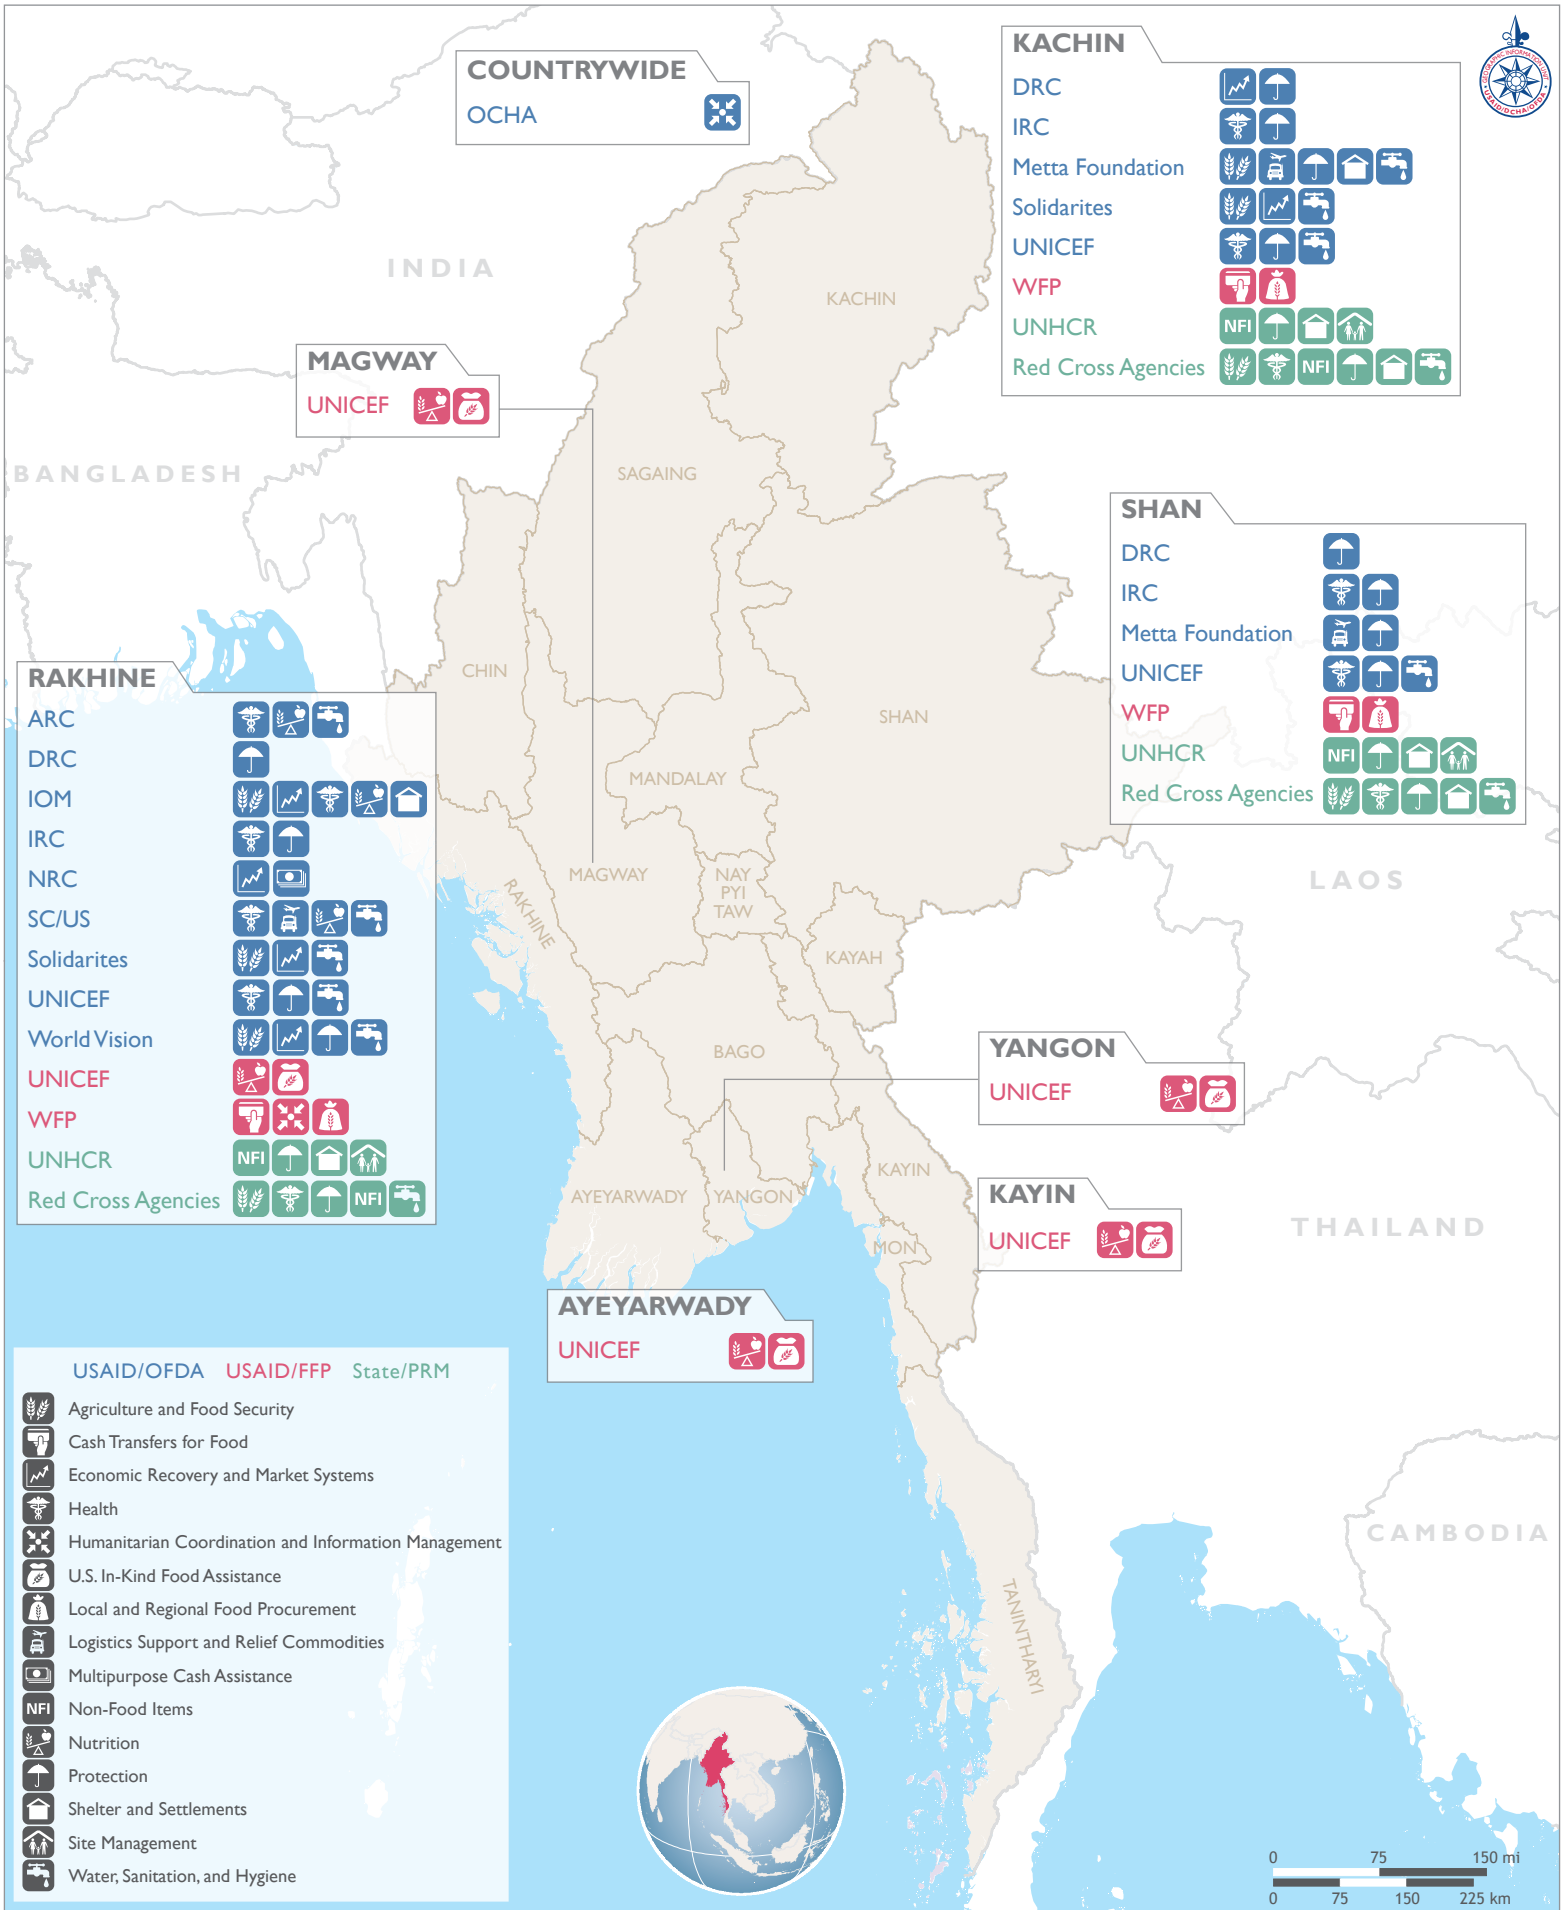 COUNTRYWIDE
OCHA
KACHIN
DRC
IRC
Metta Foundation
Solidarites
UNICEF
WFP
UNHCR
NFI
Red Cross Agencies
NFI
GEOGRAPHIC INFORMATION UNIT
USAID/DCHA/OFDA
INDIA
KACHIN
MAGWAY
UNICEF
BANGLADESH
SAGAING
SHAN
DRC
IRC
Metta Foundation
UNICEF
WFP
UNHCR
NFI
Red Cross Agencies
CHIN
SHAN
MANDALAY
RAKHINE
ARC
DRC
IOM
IRC
NRC
SC/US
Solidarites
UNICEF
World Vision
UNICEF
WFP
UNHCR
NFI
Red Cross Agencies
NFI
RAKHINE
MAGWAY
NAY
PYI
TAW
LAOS
KAYAH
BAGO
YANGON
UNICEF
KAYIN
AYEYARWADY
YANGON
KAYIN
UNICEF
THAILAND
MON
AYEYARWADY
UNICEF
USAID/OFDA USAID/FFP State/PRM
Agriculture and Food Security
Cash Transfers for Food
Economic Recovery and Market Systems
Health
Humanitarian Coordination and Information Management
U.S. In-Kind Food Assistance
Local and Regional Food Procurement
Logistics Support and Relief Commodities
Multipurpose Cash Assistance
NFI Non-Food Items
Nutrition
Protection
Shelter and Settlements
Site Management
Water, Sanitation, and Hygiene
CAMBODIA
TANINTHARYI
0 75 150 mi
0 75 150 225 km